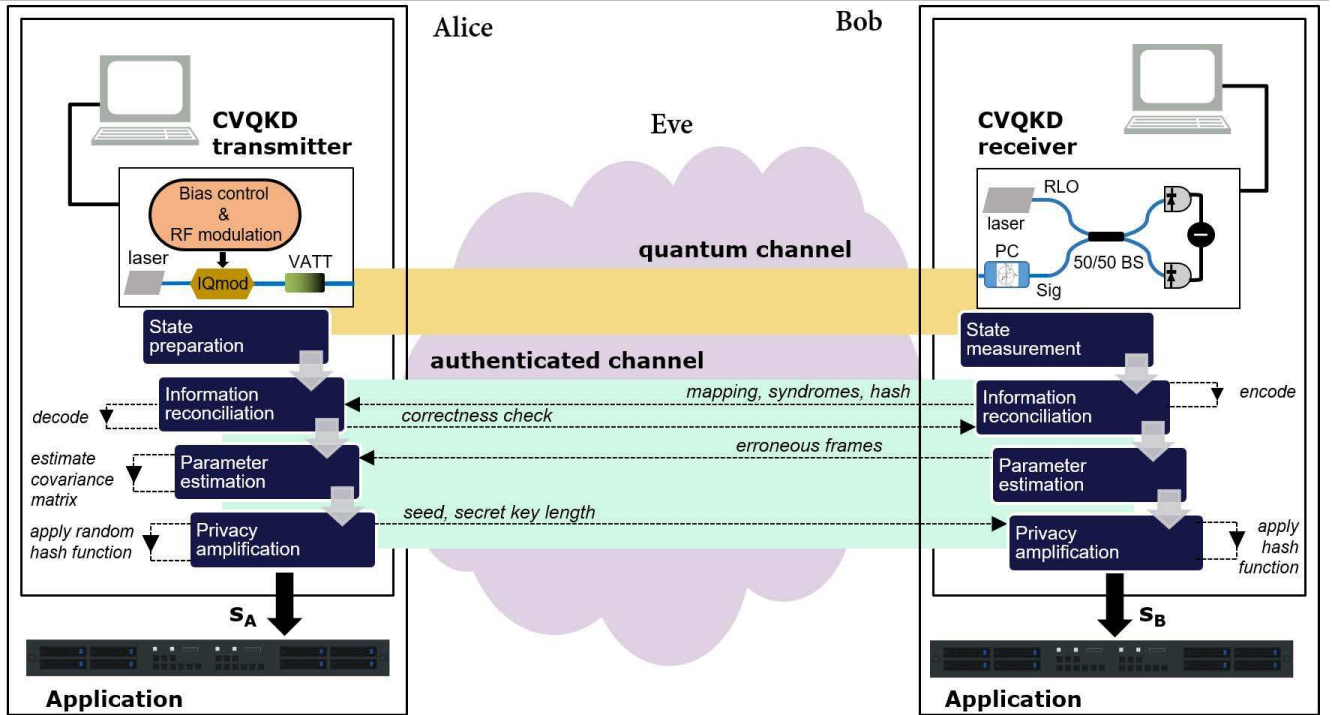 Alice
Bob
Eve
CVQKD
transmitter
Bias control
&
RF modulation
laser
IQmod
VATT
CVQKD
receiver
RLO
laser
PC
Sig
50/50 BS
quantum channel
authenticated channel
State
preparation
State
measurement
Information
reconciliation
decode
mapping, syndromes, hash
correctness check
Information
reconciliation
encode
estimate
covariance
matrix
Parameter
estimation
erroneous frames
Parameter
estimation
apply random
hash function
Privacy
amplification
seed, secret key length
Privacy
amplification
apply
hash
function
SA
SB
Application
Application